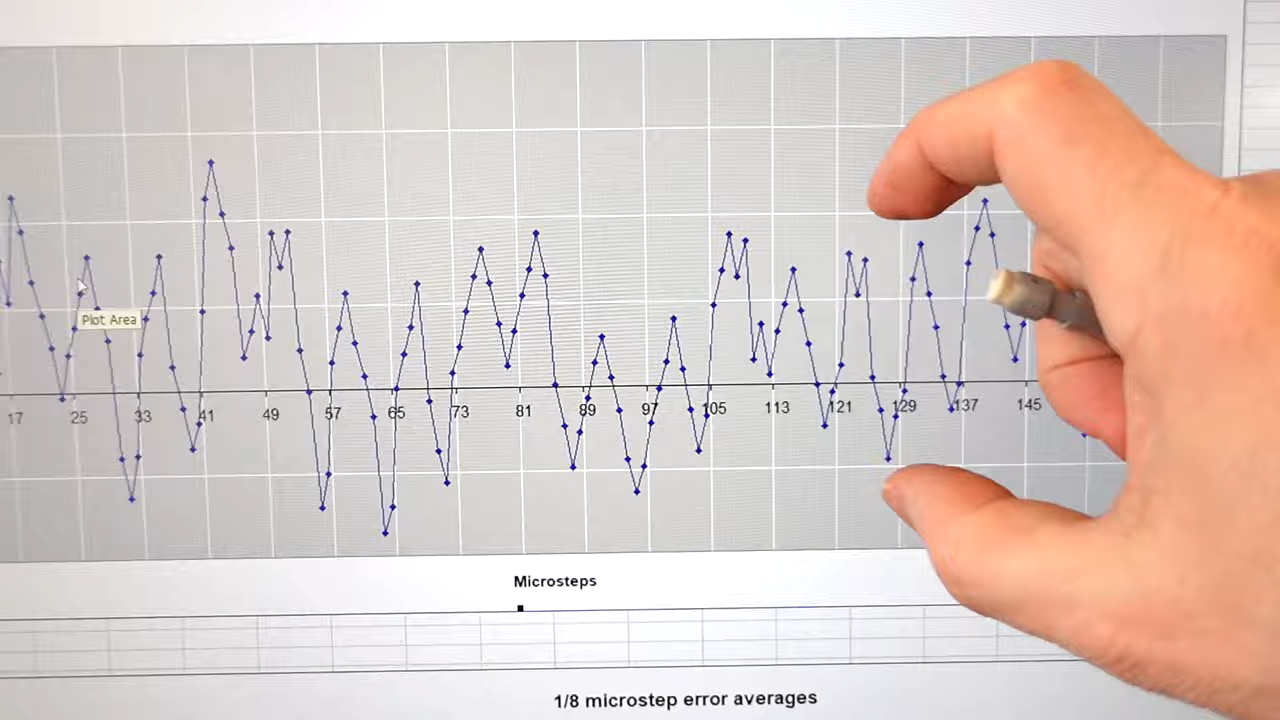 Plot Area
17 25 33 41 49 57 65 73 81 89 97 105 113 121 129 137 145
Microsteps
1/8 microstep error averages